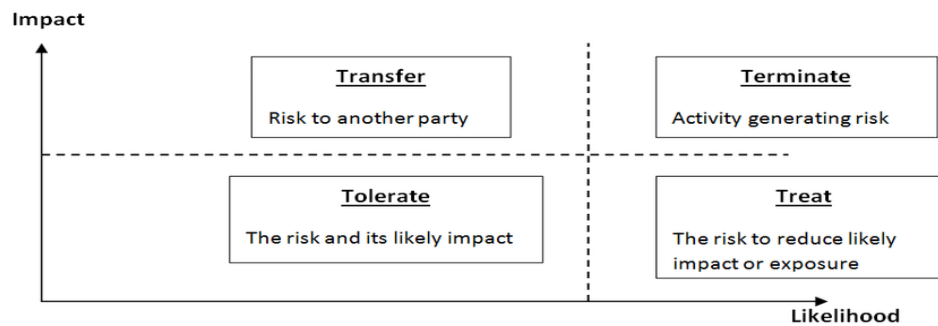 Impact
Transfer
Risk to another party
Terminate
Activity generating risk
Tolerate
The risk and its likely impact
Treat
The risk to reduce likely
impact or exposure
Likelihood